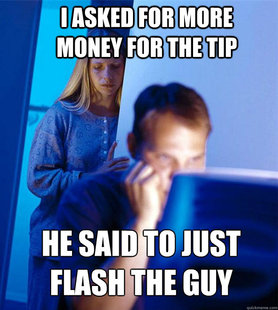 I ASKED FOR MORE
MONEY FOR THE TIP
HE SAID TO JUST
FLASH THE GUY
quickmeme.com